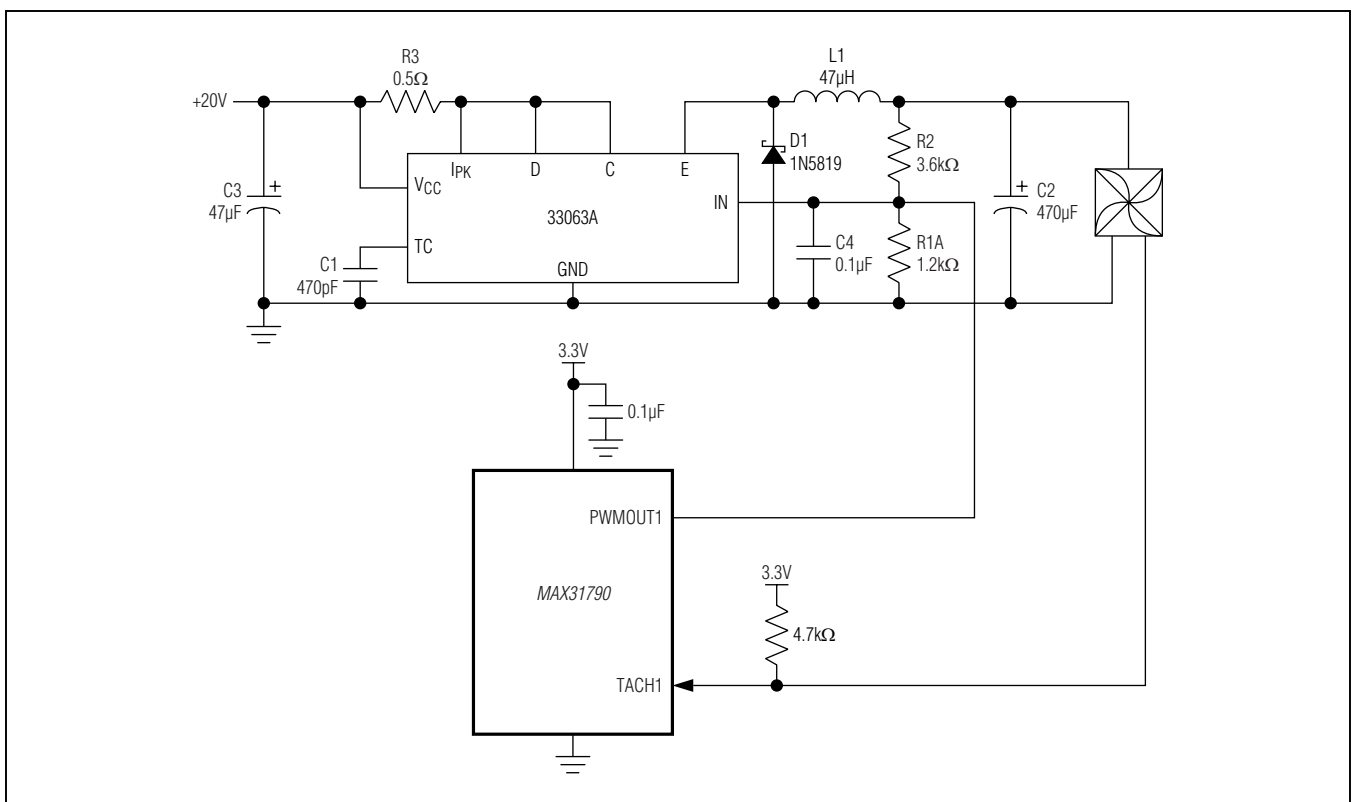 R3
0.5Ω
L1
47µH
+20V
D1
1N5819
R2
3.6kΩ
IPK
D
C
E
C3
47µF
+
VCC
IN
33063A
C2
470µF
+
TC
C1
470pF
GND
C4
0.1µF
R1A
1.2kΩ
3.3V
0.1µF
PWMOUT1
MAX31790
3.3V
4.7kΩ
TACH1